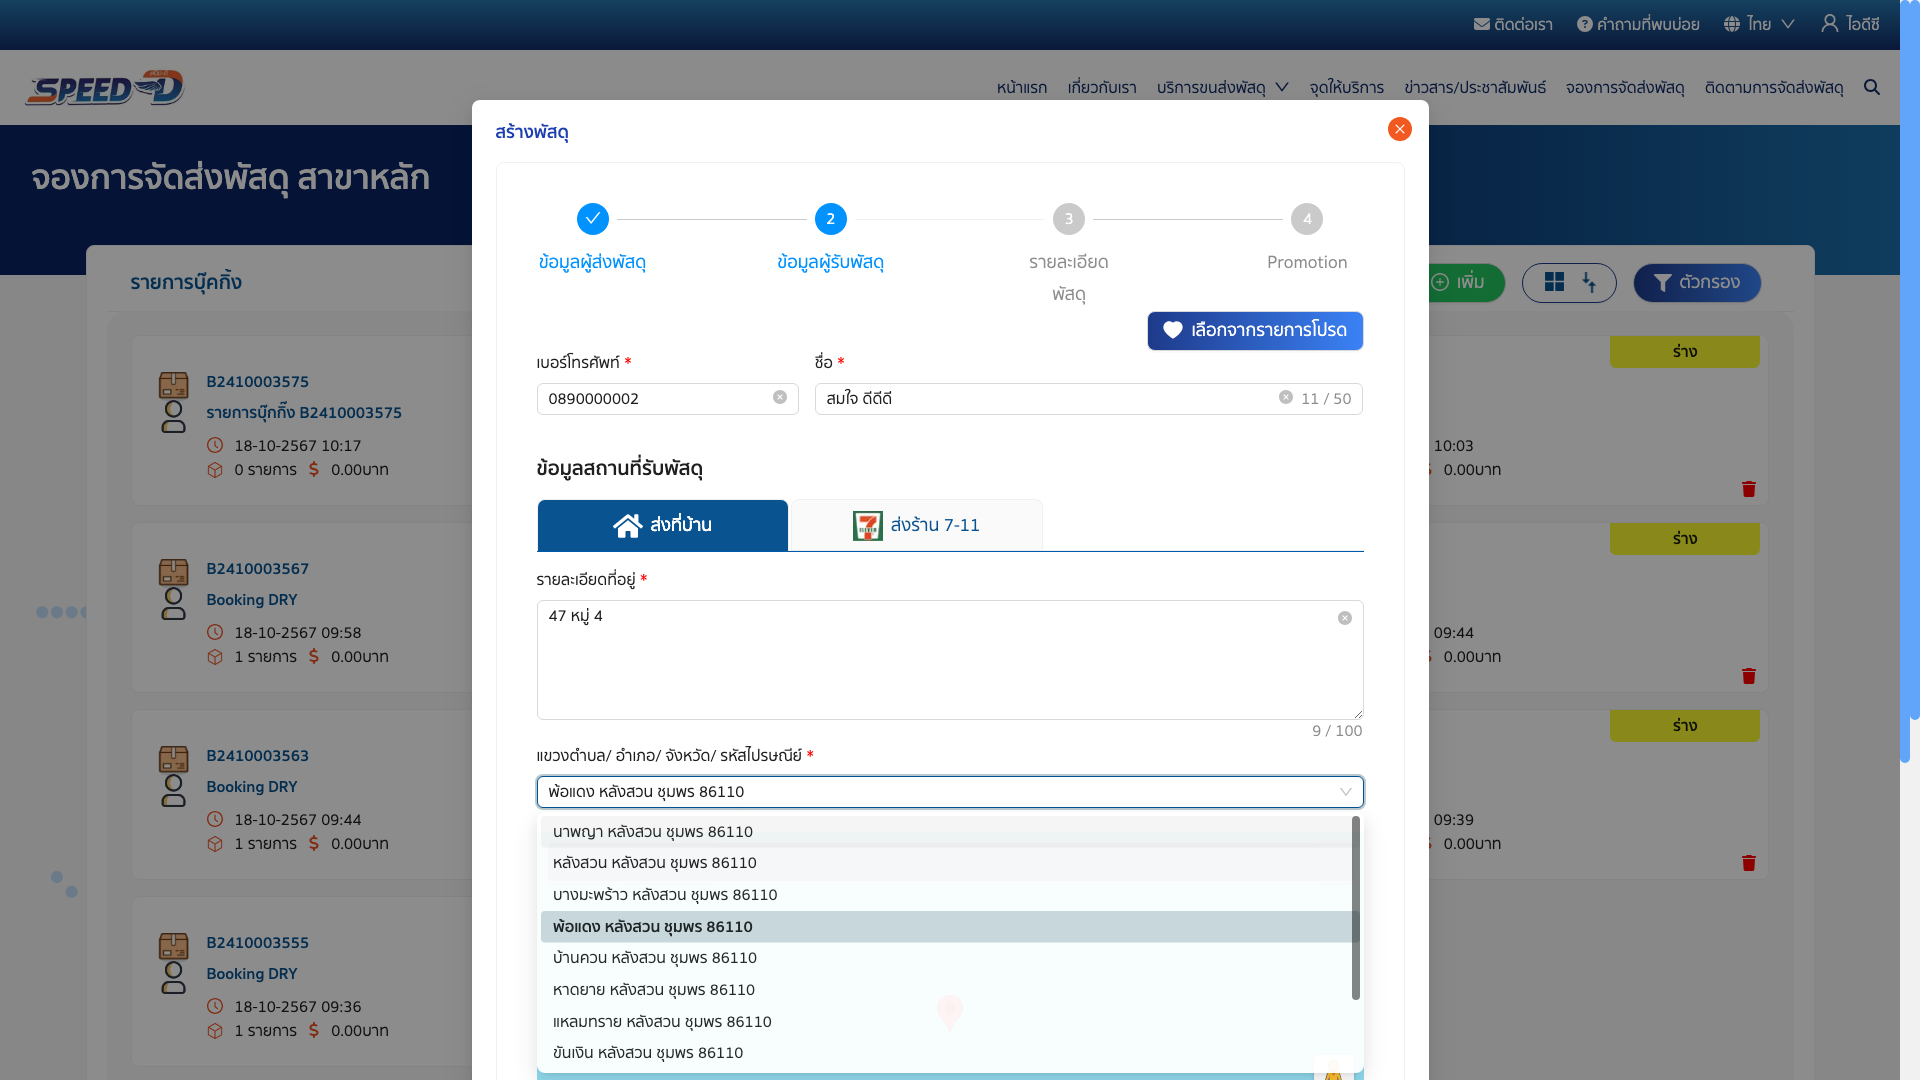 ติดต่อเรา คำถามที่พบบ่อย ไทย ไอดีซี
SPEED-D
หน้าแรก เกี่ยวกับเรา บริการขนส่งพัสดุ จุดให้บริการ ข่าวสาร/ประชาสัมพันธ์ จองการจัดส่งพัสดุ ติดตามการจัดส่งพัสดุ
จองการจัดส่งพัสดุ สาขาหลัก
สร้างพัสดุ
2 3 4
ข้อมูลผู้ส่งพัสดุ ข้อมูลผู้รับพัสดุ รายละเอียด พัสดุ Promotion
เลือกจากรายการโปรด
เบอร์โทรศัพท์ * ชื่อ *
0890000002 สมใจ ดีดีดี 11 / 50
ข้อมูลสถานที่รับพัสดุ
ส่งที่บ้าน ส่งร้าน 7-11
รายละเอียดที่อยู่ *
47 หมู่ 4
9 / 100
แขวงตำบล/ อำเภอ/ จังหวัด/ รหัสไปรษณีย์ *
พ้อแดง หลังสวน ชุมพร 86110
นาพญา หลังสวน ชุมพร 86110
หลังสวน หลังสวน ชุมพร 86110
บางมะพร้าว หลังสวน ชุมพร 86110
พ้อแดง หลังสวน ชุมพร 86110
บ้านควน หลังสวน ชุมพร 86110
หาดยาย หลังสวน ชุมพร 86110
แหลมทราย หลังสวน ชุมพร 86110
ขันเงิน หลังสวน ชุมพร 86110
รายการบุ๊คกิ้ง
เพิ่ม ตัวกรอง
B2410003575
รายการบุ๊กกิ้ง B2410003575
18-10-2567 10:17
0 รายการ $ 0.00บาท
B2410003567
Booking DRY
18-10-2567 09:58
1 รายการ $ 0.00บาท
B2410003563
Booking DRY
18-10-2567 09:44
1 รายการ $ 0.00บาท
B2410003555
Booking DRY
18-10-2567 09:36
1 รายการ $ 0.00บาท
ร่าง
10:03
0.00บาท
ร่าง
09:44
0.00บาท
ร่าง
09:39
0.00บาท